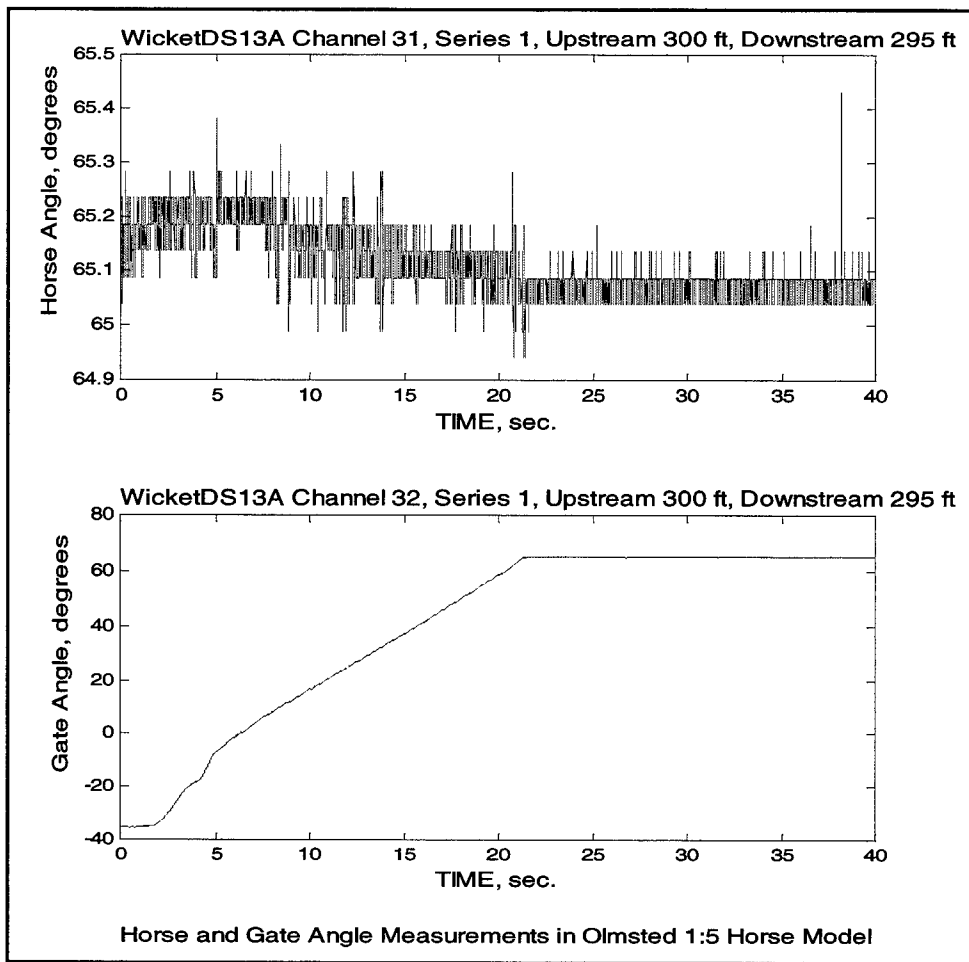 WicketDS13A Channel 31, Series 1, Upstream 300 ft, Downstream 295 ft
Horse Angle, degrees
65.5
65.4
65.3
65.2
65.1
65
64.9
0 5 10 15 20 25 30 35 40
TIME, sec.
WicketDS13A Channel 32, Series 1, Upstream 300 ft, Downstream 295 ft
Gate Angle, degrees
80
60
40
20
0
-20
-40
0 5 10 15 20 25 30 35 40
TIME, sec.
Horse and Gate Angle Measurements in Olmsted 1:5 Horse Model